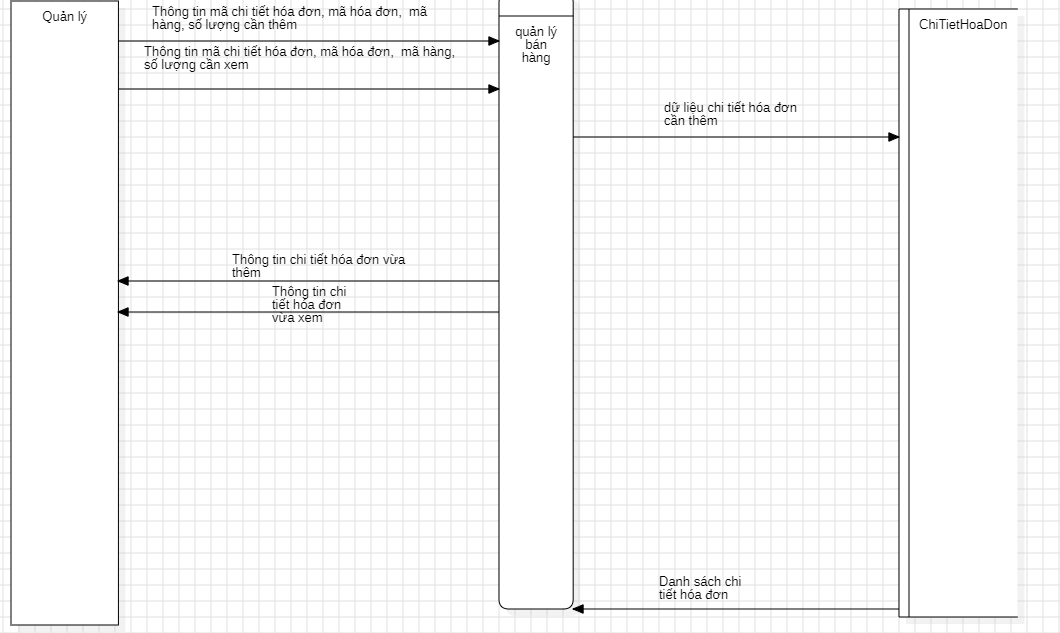 Quản lý
Thông tin mã chi tiết hóa đơn, mã hóa đơn, mã
hàng, số lượng cần thêm
Thông tin mã chi tiết hóa đơn, mã hóa đơn, mã hàng,
số lượng cần xem
quản lý
bán
hàng
ChiTietHoaDon
dữ liệu chi tiết hóa đơn
cần thêm
Thông tin chi tiết hóa đơn vừa
thêm
Thông tin chi
tiết hóa đơn
vừa xem
Danh sách chi
tiết hóa đơn